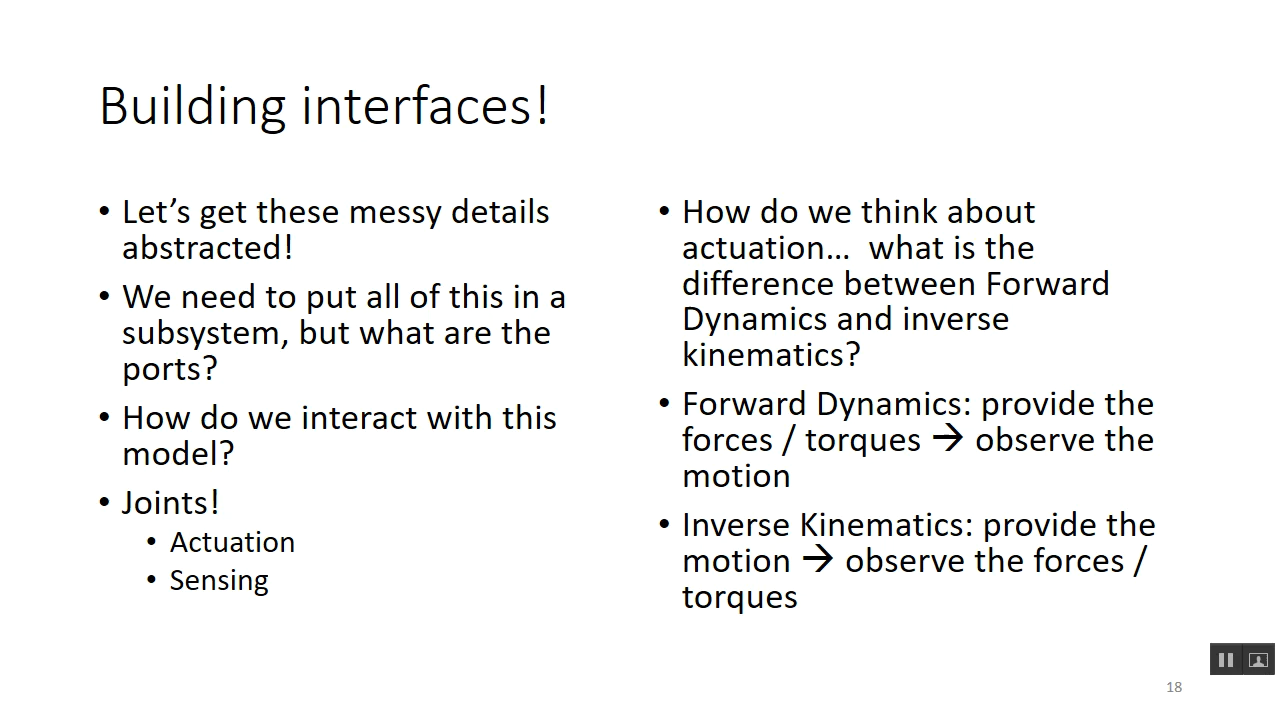 Building interfaces!
• Let’s get these messy details
abstracted!
• We need to put all of this in a
subsystem, but what are the
ports?
• How do we interact with this
model?
• Joints!
• Actuation
• Sensing
• How do we think about
actuation…  what is the
difference between Forward
Dynamics and inverse
kinematics?
• Forward Dynamics: provide the
forces / torques → observe the
motion
• Inverse Kinematics: provide the
motion → observe the forces /
torques
18